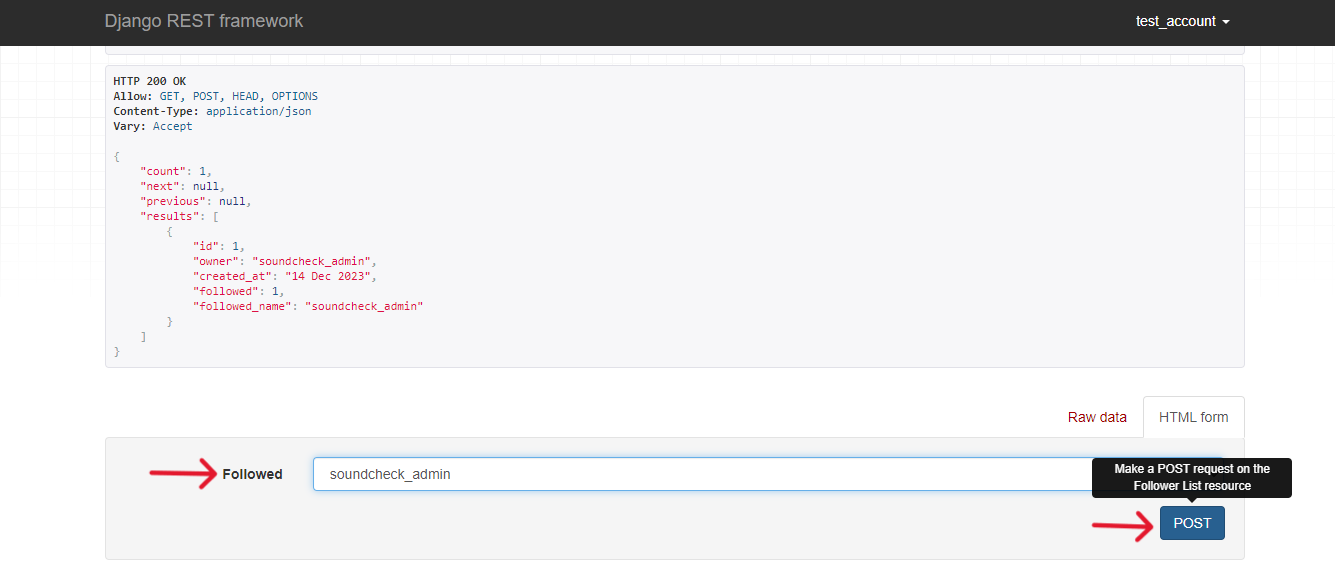 Django REST framework
test_account
HTTP 200 OK
Allow: GET, POST, HEAD, OPTIONS
Content-Type: application/json
Vary: Accept
{
    "count": 1,
    "next": null,
    "previous": null,
    "results": [
        {
            "id": 1,
            "owner": "soundcheck_admin",
            "created_at": "14 Dec 2023",
            "followed": 1,
            "followed_name": "soundcheck_admin"
        }
    ]
}
Raw data
HTML form
Followed
soundcheck_admin
Make a POST request on the
Follower List resource
POST